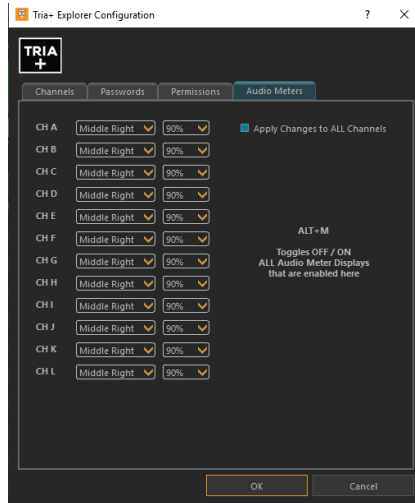 Tria+ Explorer Configuration ? ×
TRIA
+
Channels Passwords Permissions Audio Meters
CH A Middle Right 90% Apply Changes to ALL Channels
CH B Middle Right 90%
CH C Middle Right 90%
CH D Middle Right 90%
CH E Middle Right 90%
CH F Middle Right 90%
CH G Middle Right 90%
CH H Middle Right 90%
CH I Middle Right 90%
CH J Middle Right 90%
CH K Middle Right 90%
CH L Middle Right 90%
ALT+M
Toggles OFF / ON
ALL Audio Meter Displays
that are enabled here
OK Cancel